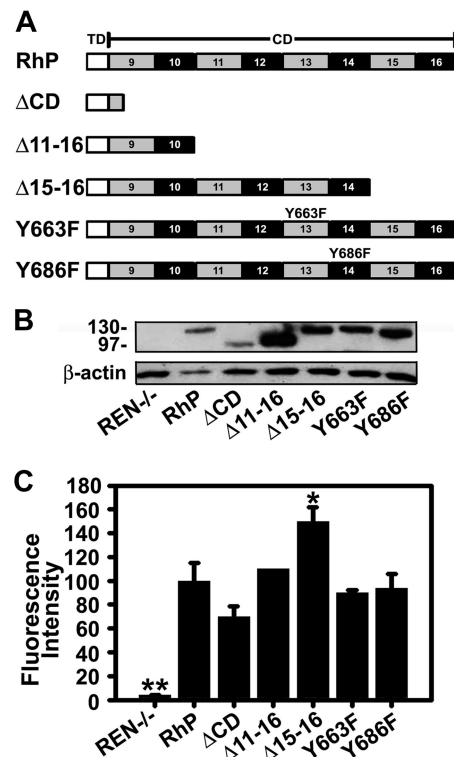 A
TD CD
RhP 9 10 11 12 13 14 15 16
ΔCD
Δ11-16 9 10
Δ15-16 9 10 11 12 13 14
Y663F
Y663F 9 10 11 12 13 14 15 16
Y686F
Y686F 9 10 11 12 13 14 15 16
B
130-
97-
β-actin
REN-/- RhP ΔCD Δ11-16 Δ15-16 Y663F Y686F
C
Fluorescence
Intensity
180
160
140
120
100
80
60
40
20
0
** *
REN-/- RhP ΔCD Δ11-16 Δ15-16 Y663F Y686F